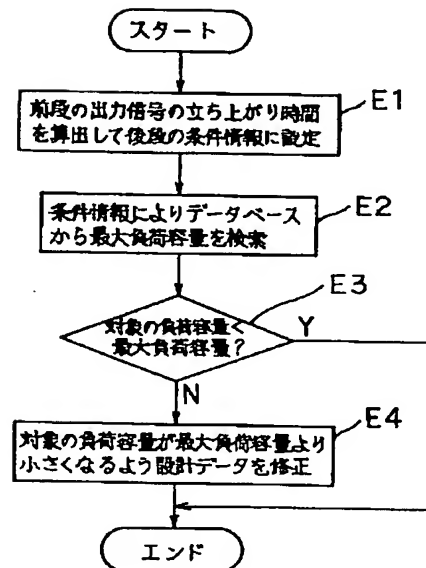 スタート
前段の出力信号の立ち上がり時間
を算出して後段の条件情報に設定
E1
条件情報によりデータベース
から最大負荷容量を検索
E2
E3
対象の負荷容量<
最大負荷容量?
Y
N
対象の負荷容量が最大負荷容量より
小さくなるよう設計データを修正
E4
エンド